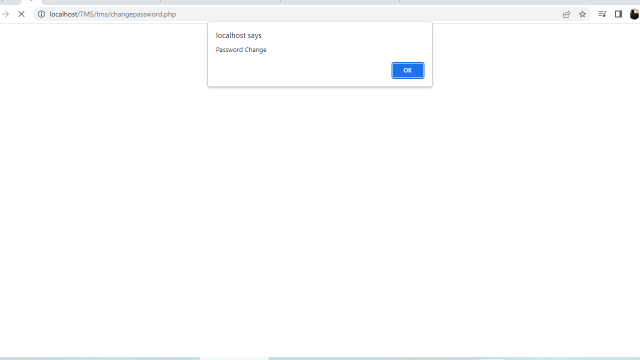 localhost/TMS/tms/changepassword.php
localhost says
Password Change
OK